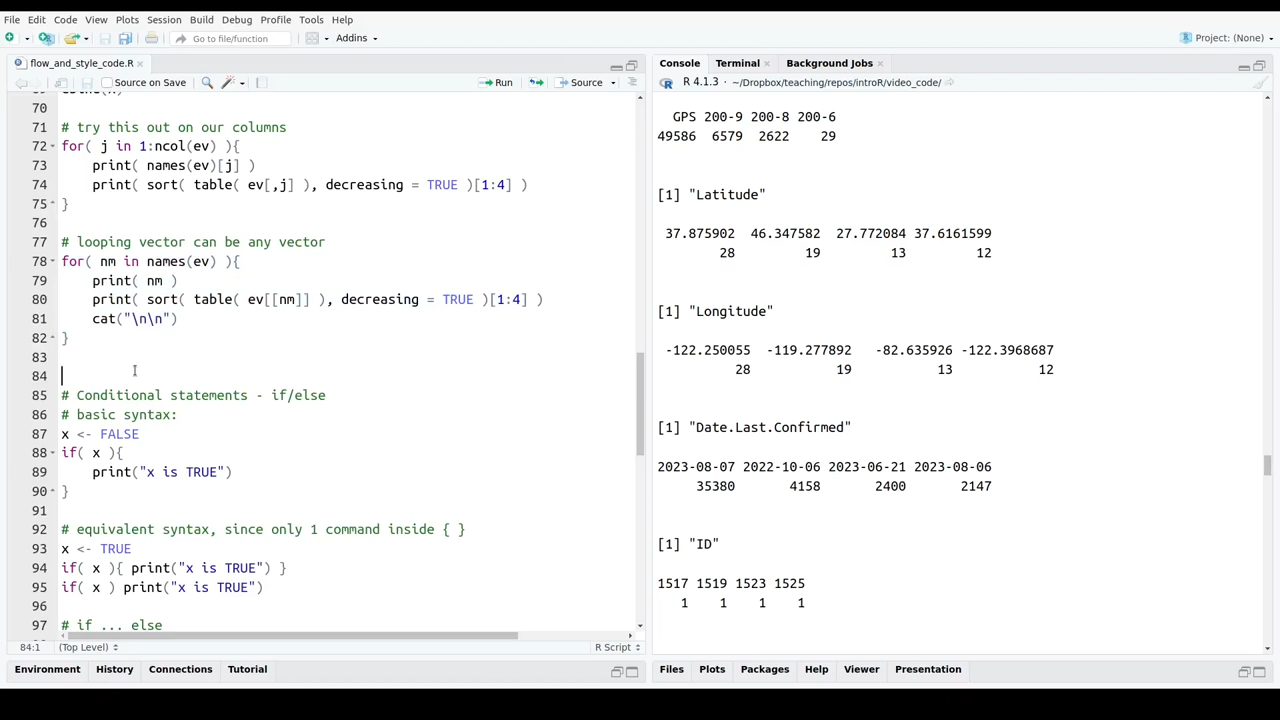 File Edit Code View Plots Session Build Debug Profile Tools Help
Go to file/function Addins Project: (None)
flow_and_style_code.R
Source on Save Run Source
70
71 # try this out on our columns
72 for( j in 1:ncol(ev) ){
73 print( names(ev)[j] )
74 print( sort( table( ev[,j] ), decreasing = TRUE )[1:4] )
75 }
76
77 # looping vector can be any vector
78 for( nm in names(ev) ){
79 print( nm )
80 print( sort( table( ev[[nm]] ), decreasing = TRUE )[1:4] )
81 cat("\n\n")
82 }
83
84
85 # Conditional statements - if/else
86 # basic syntax:
87 x <- FALSE
88 if( x ){
89 print("x is TRUE")
90 }
91
92 # equivalent syntax, since only 1 command inside { }
93 x <- TRUE
94 if( x ){ print("x is TRUE") }
95 if( x ) print("x is TRUE")
96
97 # if ... else
84:1 (Top Level) R Script
Environment History Connections Tutorial
Console Terminal Background Jobs
R 4.1.3 · ~/Dropbox/teaching/repos/introR/video_code/
GPS 200-9 200-8 200-6
49586 6579 2622 29
[1] "Latitude"
37.875902 46.347582 27.772084 37.6161599
28 19 13 12
[1] "Longitude"
-122.250055 -119.277892 -82.635926 -122.3968687
28 19 13 12
[1] "Date.Last.Confirmed"
2023-08-07 2022-10-06 2023-06-21 2023-08-06
35380 4158 2400 2147
[1] "ID"
1517 1519 1523 1525
1 1 1 1
Files Plots Packages Help Viewer Presentation